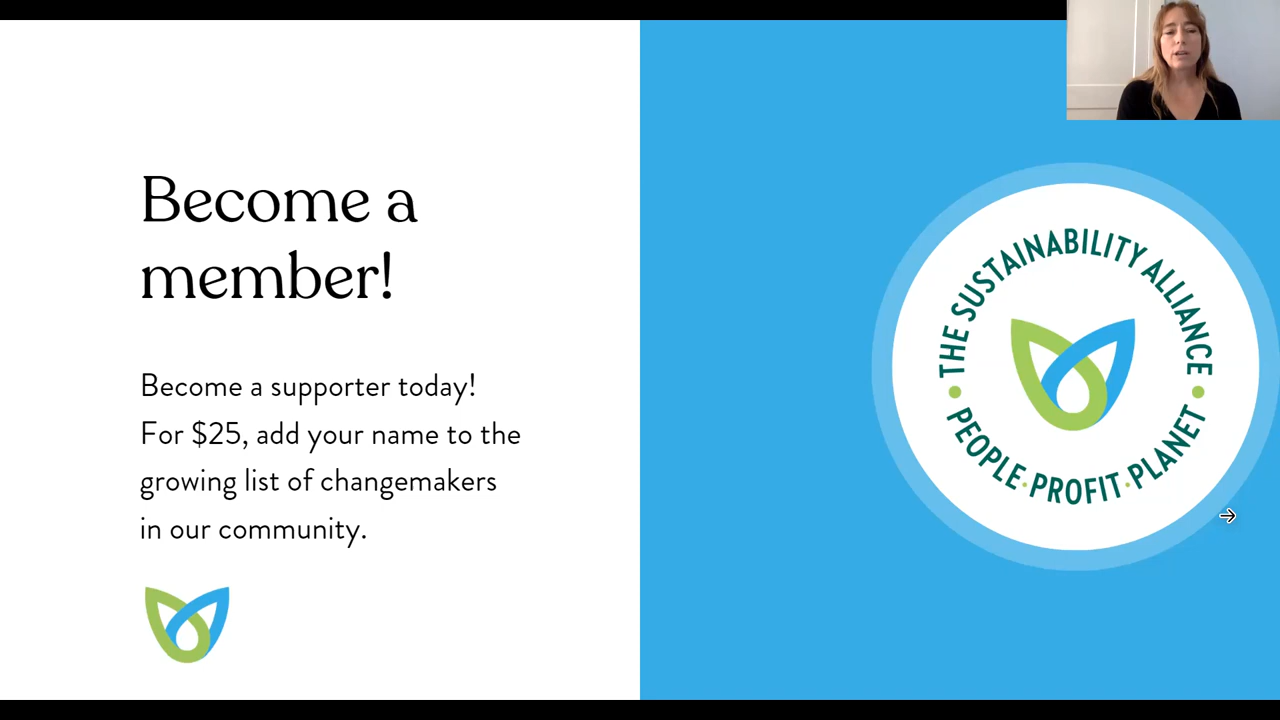 Become a
member!
Become a supporter today!
For $25, add your name to the
growing list of changemakers
in our community.
THE SUSTAINABILITY ALLIANCE
PEOPLE · PROFIT · PLANET